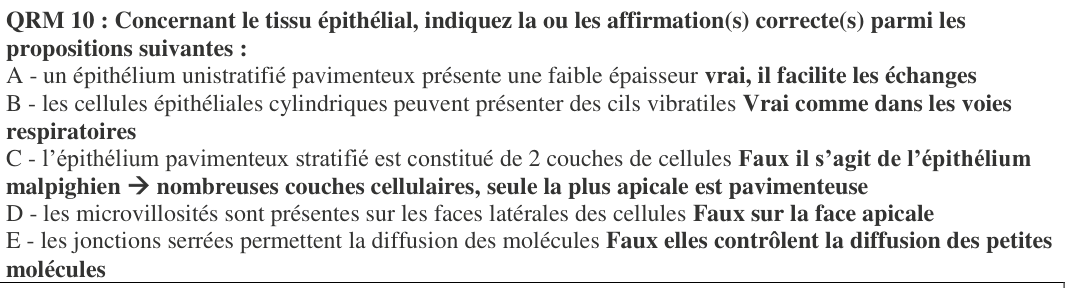 QRM 10 : Concernant le tissu épithélial, indiquez la ou les affirmation(s) correcte(s) parmi les
propositions suivantes :
A - un épithélium unistratifié pavimenteux présente une faible épaisseur vrai, il facilite les échanges
B - les cellules épithéliales cylindriques peuvent présenter des cils vibratiles Vrai comme dans les voies
respiratoires
C - l’épithélium pavimenteux stratifié est constitué de 2 couches de cellules Faux il s’agit de l’épithélium
malpighien → nombreuses couches cellulaires, seule la plus apicale est pavimenteuse
D - les microvillosités sont présentes sur les faces latérales des cellules Faux sur la face apicale
E - les jonctions serrées permettent la diffusion des molécules Faux elles contrôlent la diffusion des petites
molécules